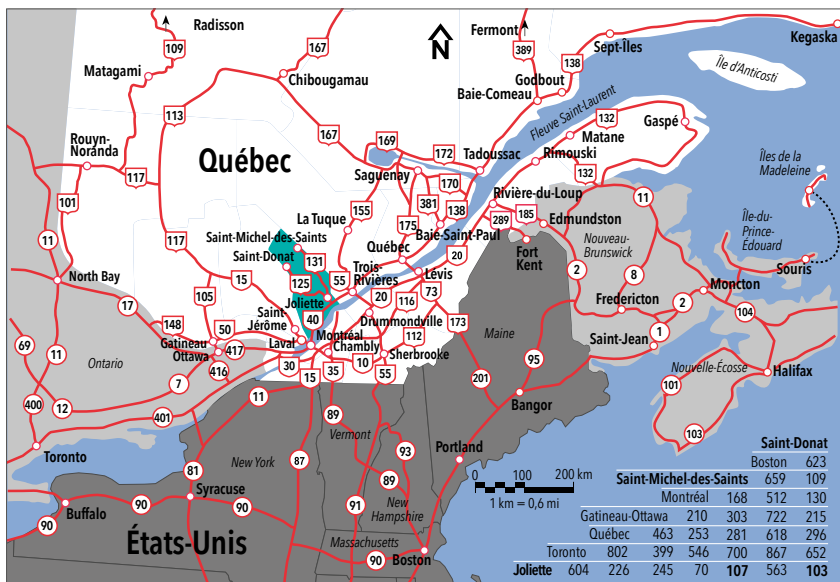 Radisson
109
167
Fermont
389
Sept-Îles
138
Kegaska
Matagami
Chibougamau
Godbout
Baie-Comeau
Île d'Anticosti
N
113
167
169
172
Tadoussac
Fleuve Saint-Laurent
132
Matane
Gaspé
Rouyn-
Noranda
117
Québec
Saguenay
Rimouski
132
Îles de la
Madeleine
101
170
381
138
Rivière-du-Loup
11
La Tuque
155
175
Baie-Saint-Paul
289
185
Edmundston
Île-du-
Prince-
Édouard
Saint-Michel-des-Saints
117
Saint-Donat
131
Québec
20
Fort
Kent
Nouveau-
Brunswick
11
North Bay
15
125
55
Trois-
Rivières
Lévis
2
8
Souris
105
Joliette
20
116
73
Fredericton
2
Moncton
17
148
50
Saint-
Jérôme
40
Drummondville
173
Maine
Saint-Jean
1
104
Gatineau
Ottawa
417
Laval
Montréal
Chambly
112
Sherbrooke
69
11
Ontario
416
30
15
35
10
55
95
Nouvelle-Écosse
7
201
101
Halifax
400
12
401
11
89
Bangor
103
Toronto
Vermont
93
Portland
81
New York
87
89
Syracuse
90
Buffalo
90
90
91
New
Hampshire
États-Unis
Massachusetts
90
Boston
0 100 200 km
1 km = 0,6 mi
Saint-Donat
Boston 623
Saint-Michel-des-Saints 659 109
Montréal 168 512 130
Gatineau-Ottawa 210 303 722 215
Québec 463 253 281 618 296
Toronto 802 399 546 700 867 652
Joliette 604 226 245 70 107 563 103